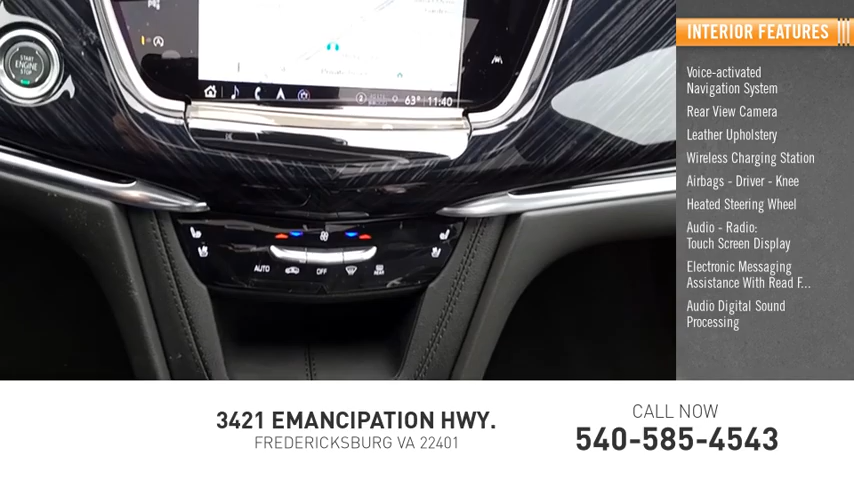 START
ENGINE
STOP
63° 11:40
AUTO
OFF
REAR
INTERIOR FEATURES
Voice-activated
Navigation System
Rear View Camera
Leather Upholstery
Wireless Charging Station
Airbags - Driver - Knee
Heated Steering Wheel
Audio - Radio:
Touch Screen Display
Electronic Messaging
Assistance With Read F...
Audio Digital Sound
Processing
3421 EMANCIPATION HWY.
FREDERICKSBURG VA 22401
CALL NOW
540-585-4543